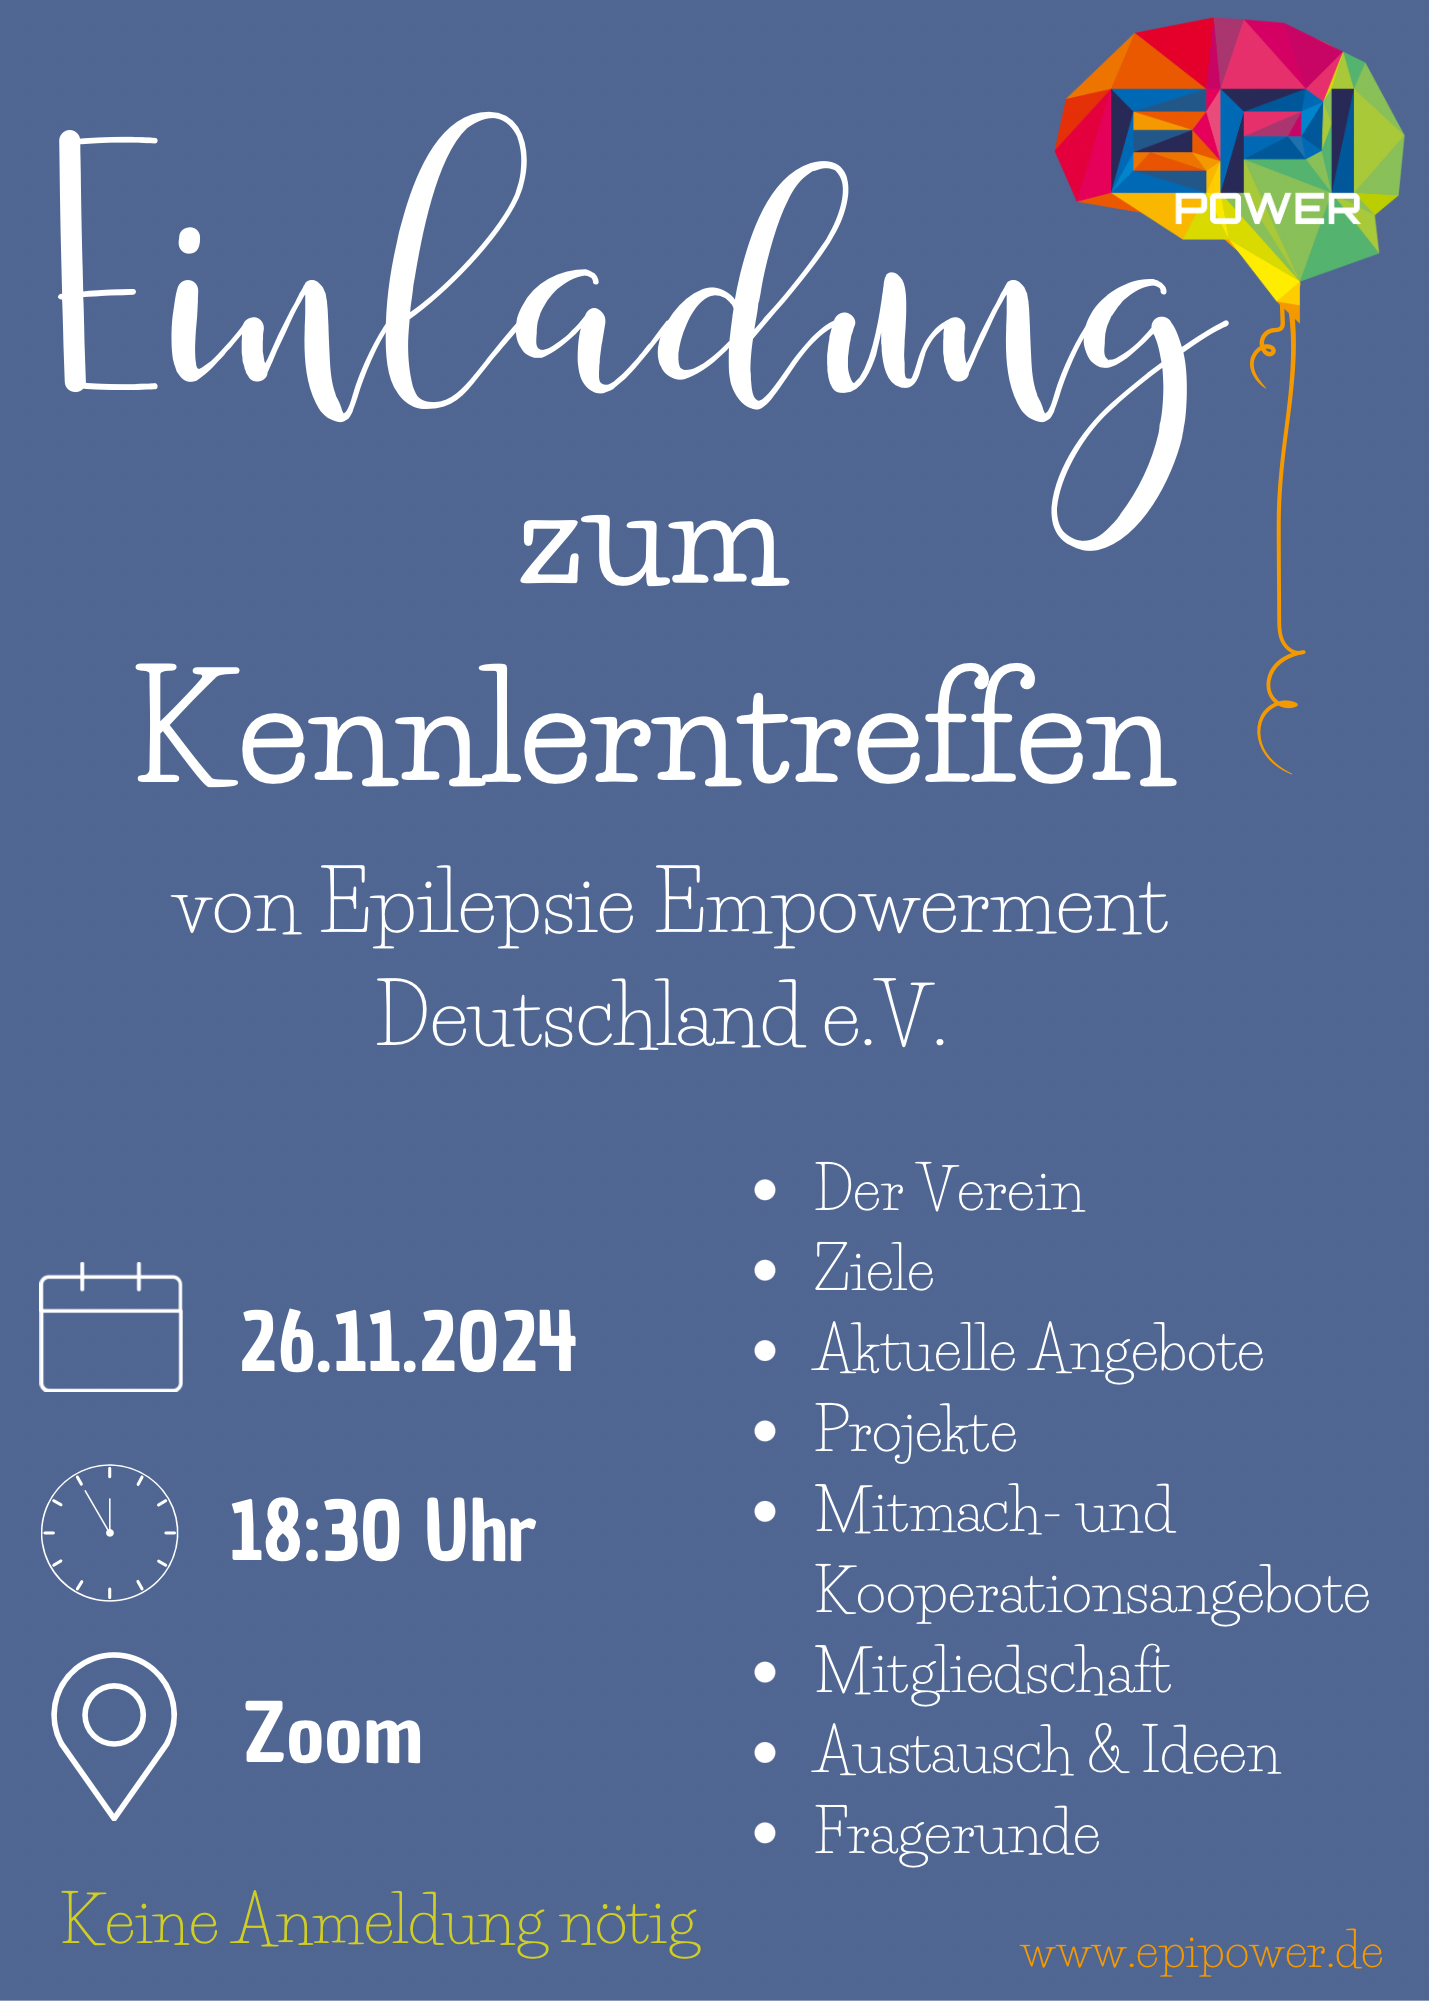 EPI
POWER
Einladung
zum
Kennlerntreffen
von Epilepsie Empowerment
Deutschland e.V.
26.11.2024
18:30 Uhr
Zoom
• Der Verein
• Ziele
• Aktuelle Angebote
• Projekte
• Mitmach- und
Kooperationsangebote
• Mitgliedschaft
• Austausch & Ideen
• Fragerunde
Keine Anmeldung nötig
www.epipower.de